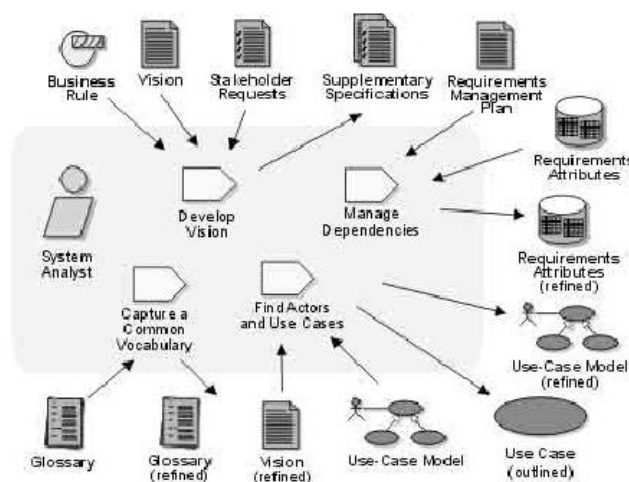 Business
Rule
Vision
Stakeholder
Requests
Supplementary
Specifications
Requirements
Management
Plan
Requirements
Attributes
Develop
Vision
Manage
Dependencies
Requirements
Attributes
(refined)
System
Analyst
Capture a
Common
Vocabulary
Find Actors
and Use Cases
Use-Case Model
(refined)
Glossary
Glossary
(refined)
Vision
(refined)
Use-Case Model
Use Case
(outlined)